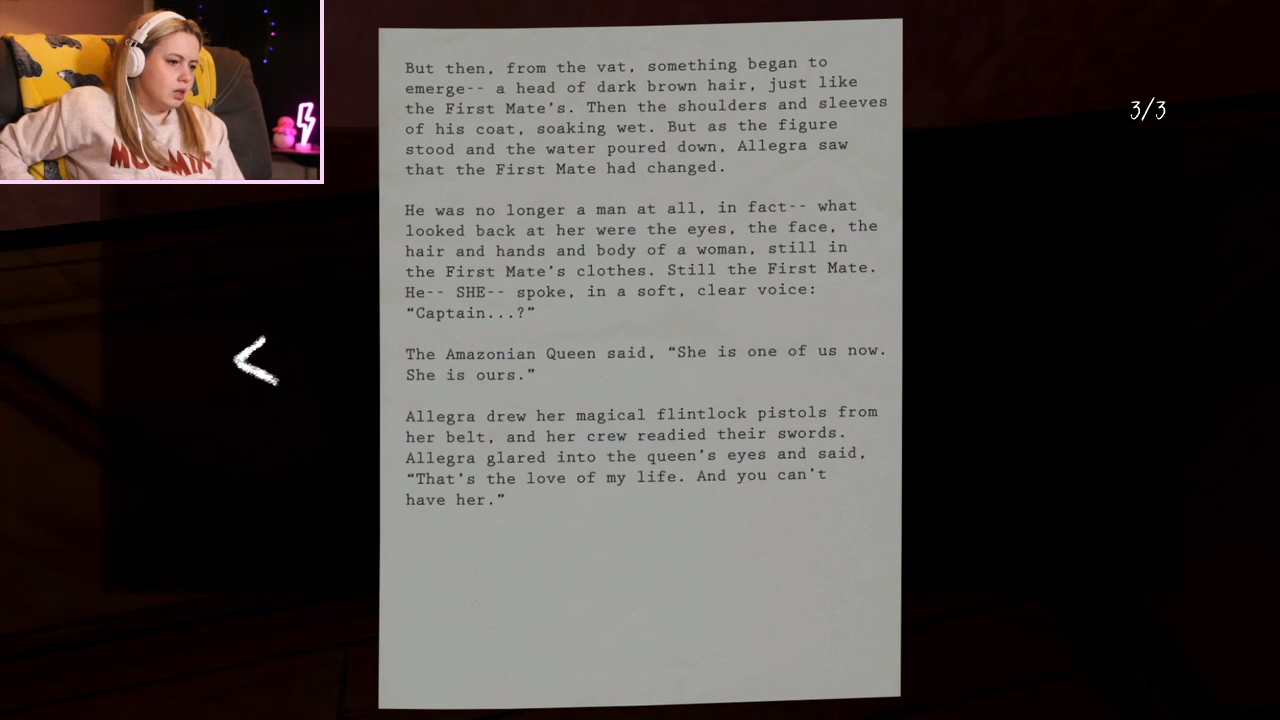 But then, from the vat, something began to
emerge-- a head of dark brown hair, just like
the First Mate's. Then the shoulders and sleeves
of his coat, soaking wet. But as the figure
stood and the water poured down, Allegra saw
that the First Mate had changed.
He was no longer a man at all, in fact-- what
looked back at her were the eyes, the face, the
hair and hands and body of a woman, still in
the First Mate's clothes. Still the First Mate.
He-- SHE-- spoke, in a soft, clear voice:
“Captain...?”
The Amazonian Queen said, “She is one of us now.
She is ours.”
Allegra drew her magical flintlock pistols from
her belt, and her crew readied their swords.
Allegra glared into the queen's eyes and said,
“That's the love of my life. And you can't
have her.”
3/3